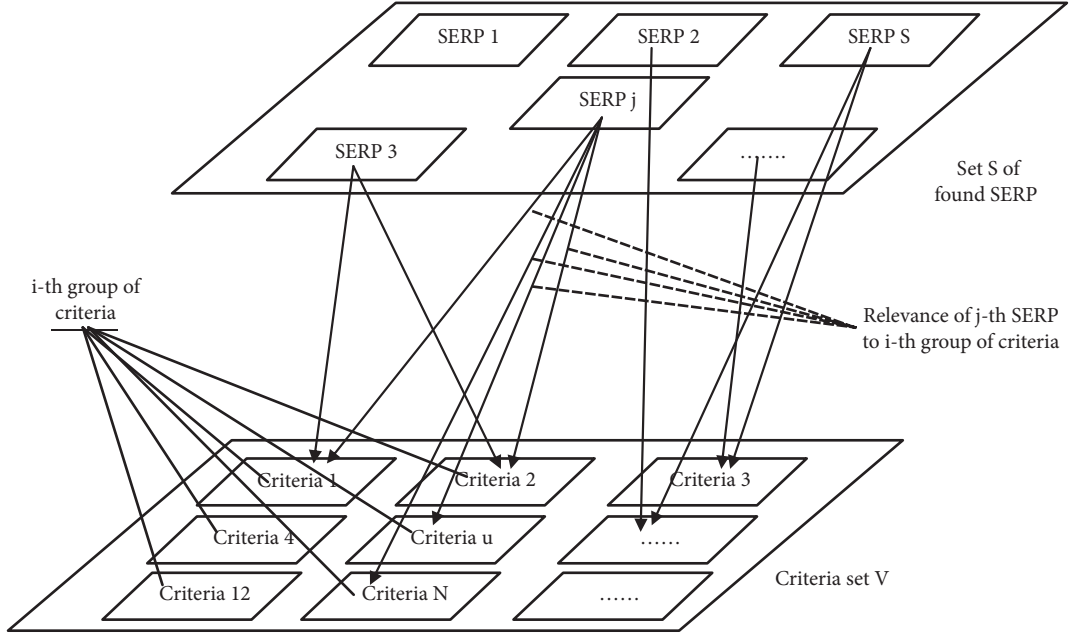 SERP 1
SERP 2
SERP S
SERP j
SERP 3
.......
Set S of
found SERP
i-th group of
criteria
Relevance of j-th SERP
to i-th group of criteria
Criteria 1
Criteria 2
Criteria 3
Criteria 4
Criteria u
......
Criteria 12
Criteria N
......
Criteria set V